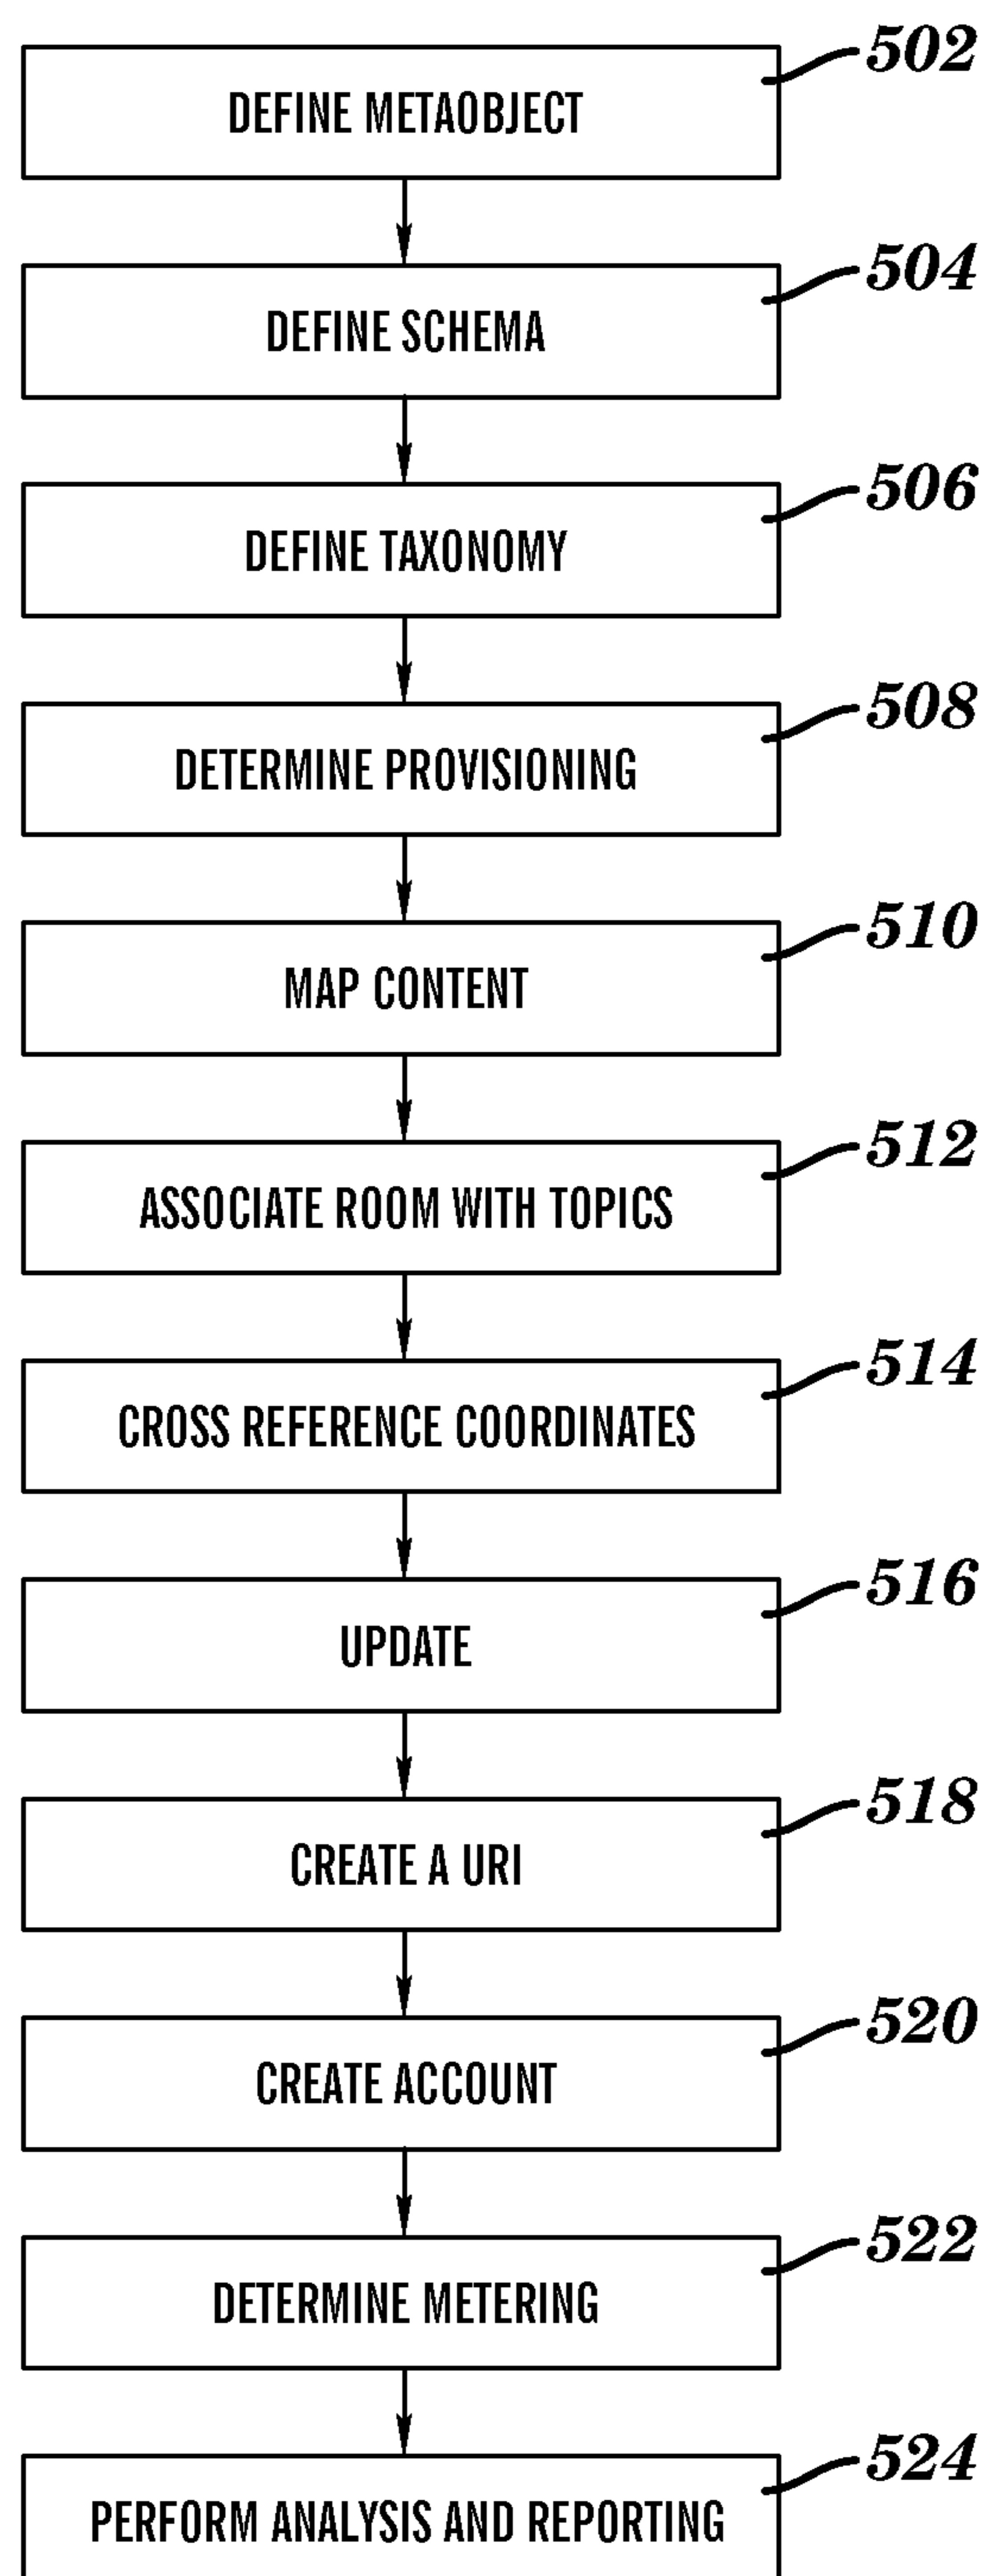 502
DEFINE METAOBJECT
504
DEFINE SCHEMA
506
DEFINE TAXONOMY
508
DETERMINE PROVISIONING
510
MAP CONTENT
512
ASSOCIATE ROOM WITH TOPICS
514
CROSS REFERENCE COORDINATES
516
UPDATE
518
CREATE A URI
520
CREATE ACCOUNT
522
DETERMINE METERING
524
PERFORM ANALYSIS AND REPORTING